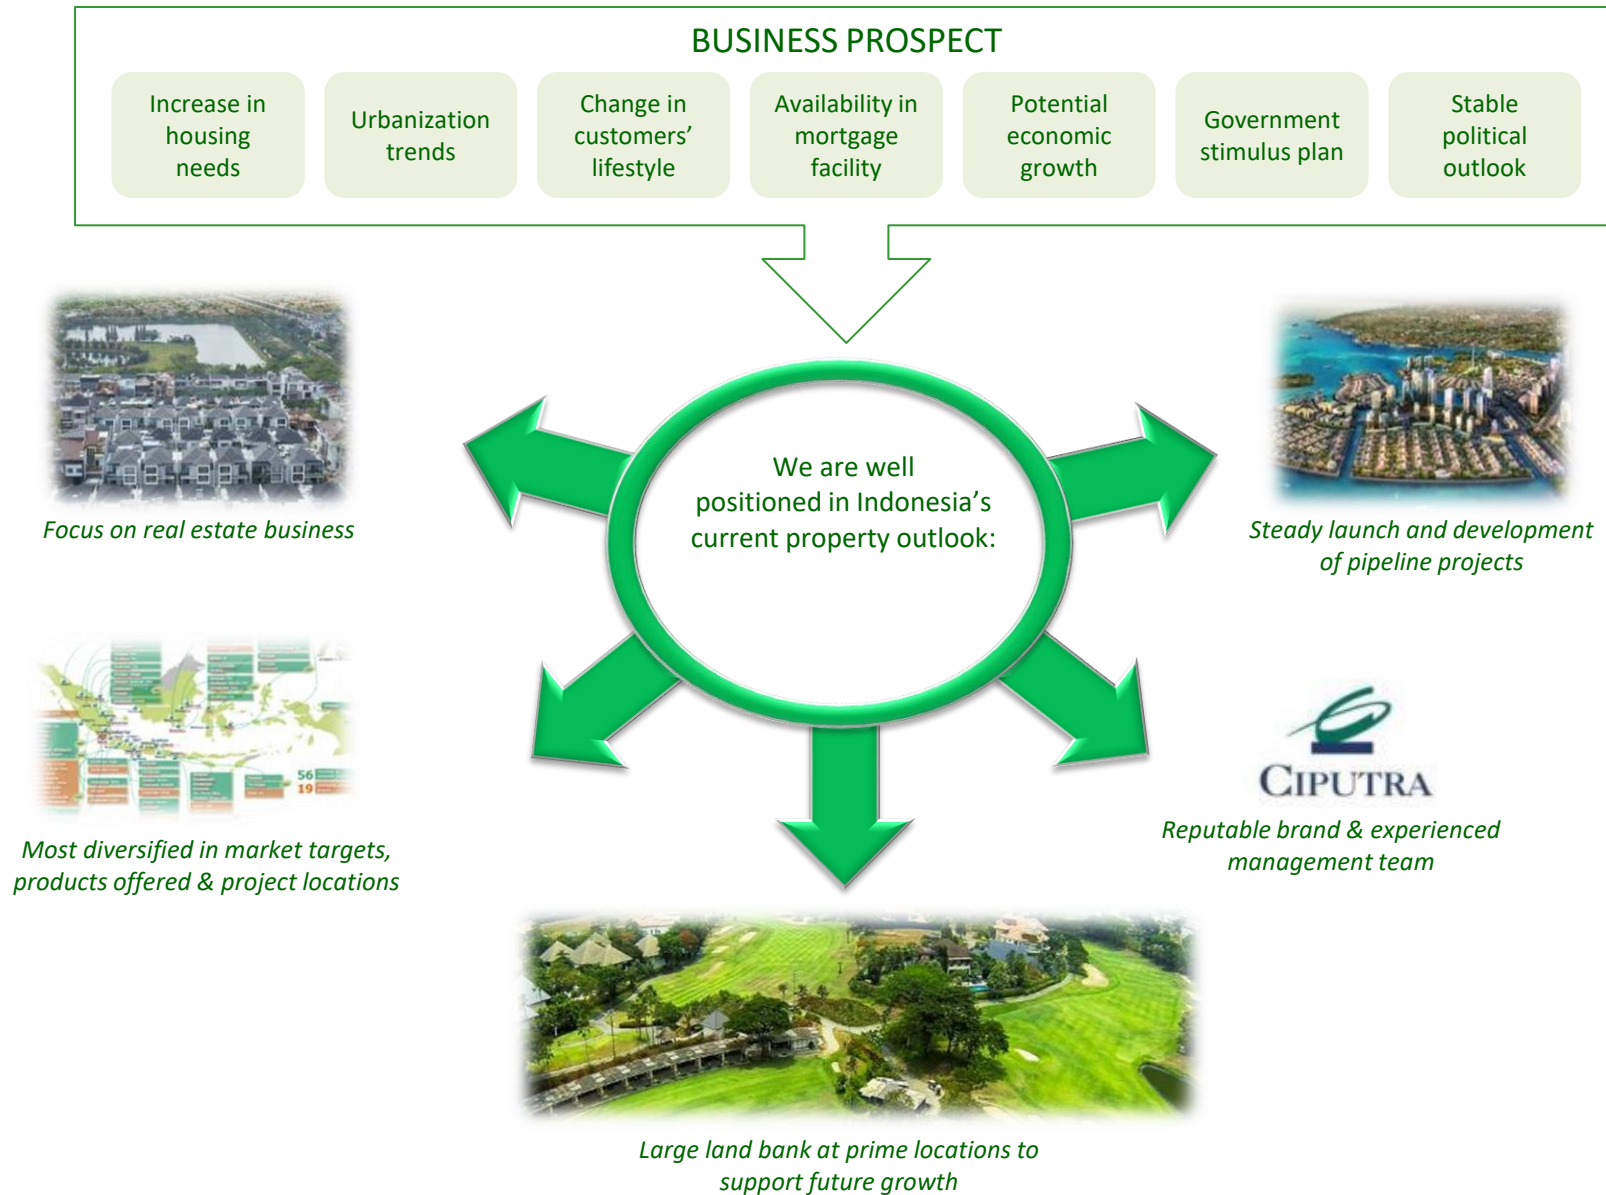 BUSINESS PROSPECT
Increase in
housing
needs
Urbanization
trends
Change in
customers’
lifestyle
Availability in
mortgage
facility
Potential
economic
growth
Government
stimulus plan
Stable
political
outlook
We are well
positioned in Indonesia’s
current property outlook:
Focus on real estate business
Steady launch and development
of pipeline projects
56
19
Most diversified in market targets,
products offered & project locations
CIPUTRA
Reputable brand & experienced
management team
Large land bank at prime locations to
support future growth